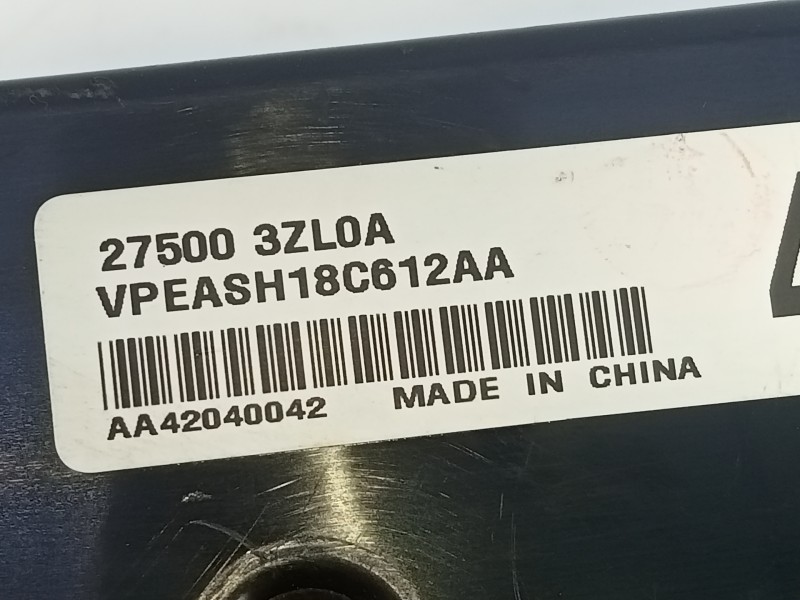 27500 3ZL0A
VPEASH18C612AA
AA42040042 MADE IN CHINA